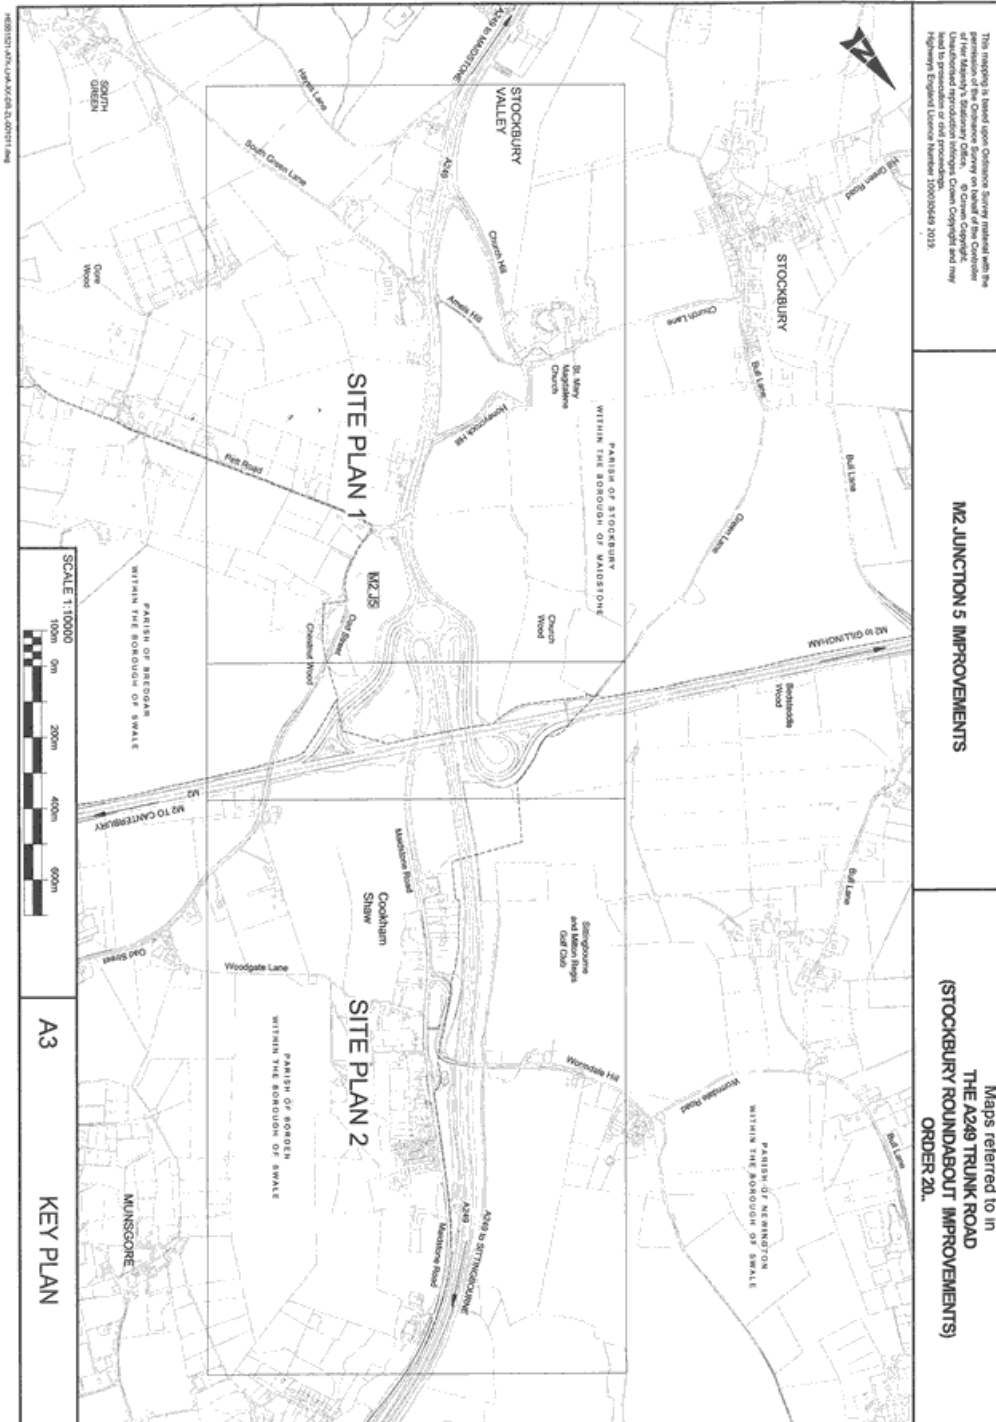 This mapping is based upon Ordnance Survey material with the
permission of the Ordnance Survey on behalf of the Controller
of Her Majesty's Stationary Office. © Crown Copyright.
Unauthorised reproduction infringes Crown Copyright and may
lead to prosecution or civil proceedings.
Highways England Licence Number 100030649 2019.
M2 JUNCTION 5 IMPROVEMENTS
Maps referred to in
THE A249 TRUNK ROAD
(STOCKBURY ROUNDABOUT IMPROVEMENTS)
ORDER 20..
N
Hill Green Road
STOCKBURY
Church Lane
Bull Lane
Bull Lane
Green Lane
M2 to GILLINGHAM
Bedsteddle
Wood
Bull Lane
Bull Lane
Wormdale Road
PARISH OF NEWINGTON
WITHIN THE BOROUGH OF SWALE
A249 to MAIDSTONE
STOCKBURY
VALLEY
A249
Church Hill
Amels Hill
St. Mary
Magdalene
Church
Honeycrock Hill
PARISH OF STOCKBURY
WITHIN THE BOROUGH OF MAIDSTONE
Church
Wood
Sittingbourne
and Milton Regis
Golf Club
Wormdale Hill
Hayes Lane
South Green Lane
SITE PLAN 1
Pett Road
M2 J5
Oad Street
Chestnut Wood
Maidstone Road
Cookham
Shaw
SITE PLAN 2
A249 to SITTINGBOURNE
A249
Maidstone Road
SOUTH
GREEN
Gore
Wood
PARISH OF BREDGAR
WITHIN THE BOROUGH OF SWALE
M2
M2 TO CANTERBURY
Woodgate Lane
Oad Street
PARISH OF BORDEN
WITHIN THE BOROUGH OF SWALE
MUNSGORE
SCALE 1:10000
100m 0m 200m 400m 600m
A3
KEY PLAN